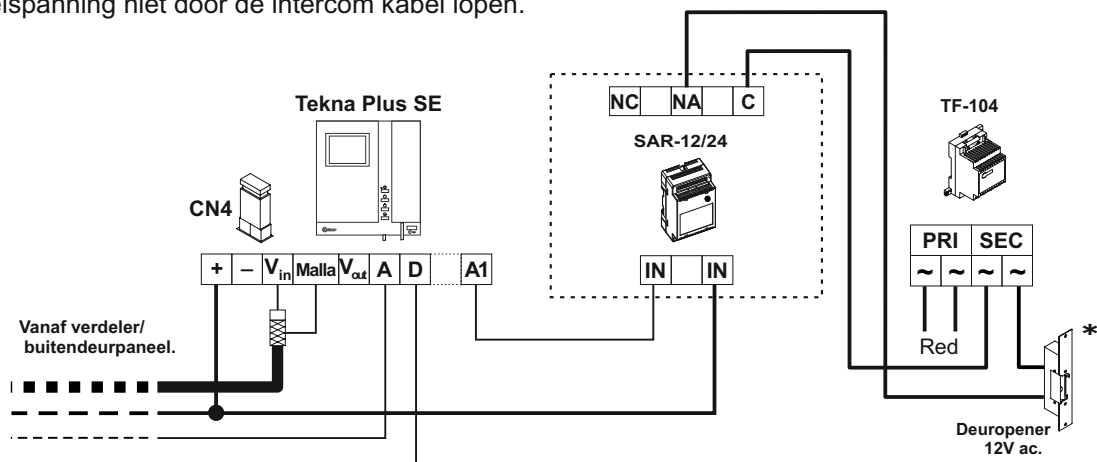 elspanning niet door de intercom kabel lopen.
NC NA C
Tekna Plus SE
TF-104
SAR-12/24
CN4
PRI SEC
+ – Vin Malla Vout A D A1
IN IN
~ ~ ~ ~
Vanaf verdeler/
buitendeurpaneel.
Red
*
Deuropener
12V ac.